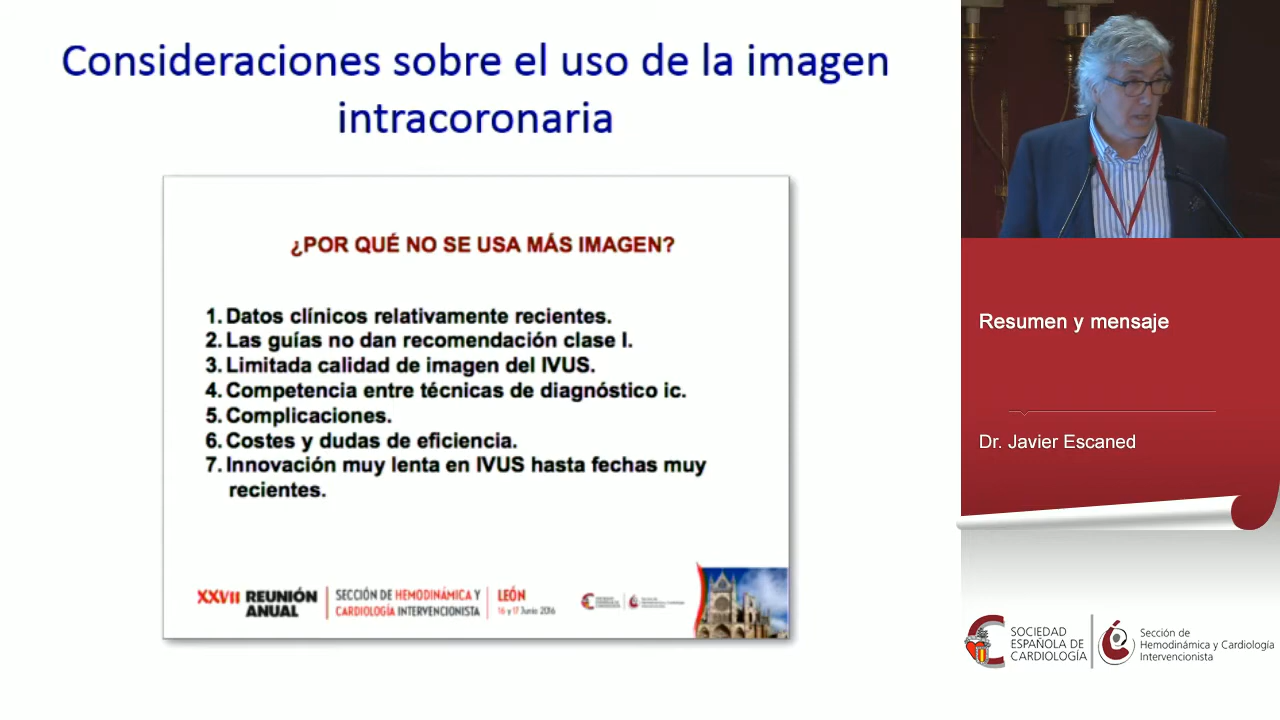 Consideraciones sobre el uso de la imagen
intracoronaria
¿POR QUÉ NO SE USA MÁS IMAGEN?
1. Datos clínicos relativamente recientes.
2. Las guías no dan recomendación clase I.
3. Limitada calidad de imagen del IVUS.
4. Competencia entre técnicas de diagnóstico ic.
5. Complicaciones.
6. Costes y dudas de eficiencia.
7. Innovación muy lenta en IVUS hasta fechas muy
recientes.
XXVII REUNIÓN
ANUAL
SECCIÓN DE HEMODINÁMICA Y
CARDIOLOGÍA INTERVENCIONISTA
LEÓN
16 y 17 Junio 2016
Resumen y mensaje
Dr. Javier Escaned
SOCIEDAD
ESPAÑOLA DE
CARDIOLOGÍA
Sección de
Hemodinámica y Cardiología
Intervencionista